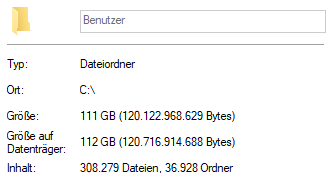 Benutzer
Typ: Dateiordner
Ort: C:\
Größe: 111 GB (120.122.968.629 Bytes)
Größe auf
Datenträger: 112 GB (120.716.914.688 Bytes)
Inhalt: 308.279 Dateien, 36.928 Ordner